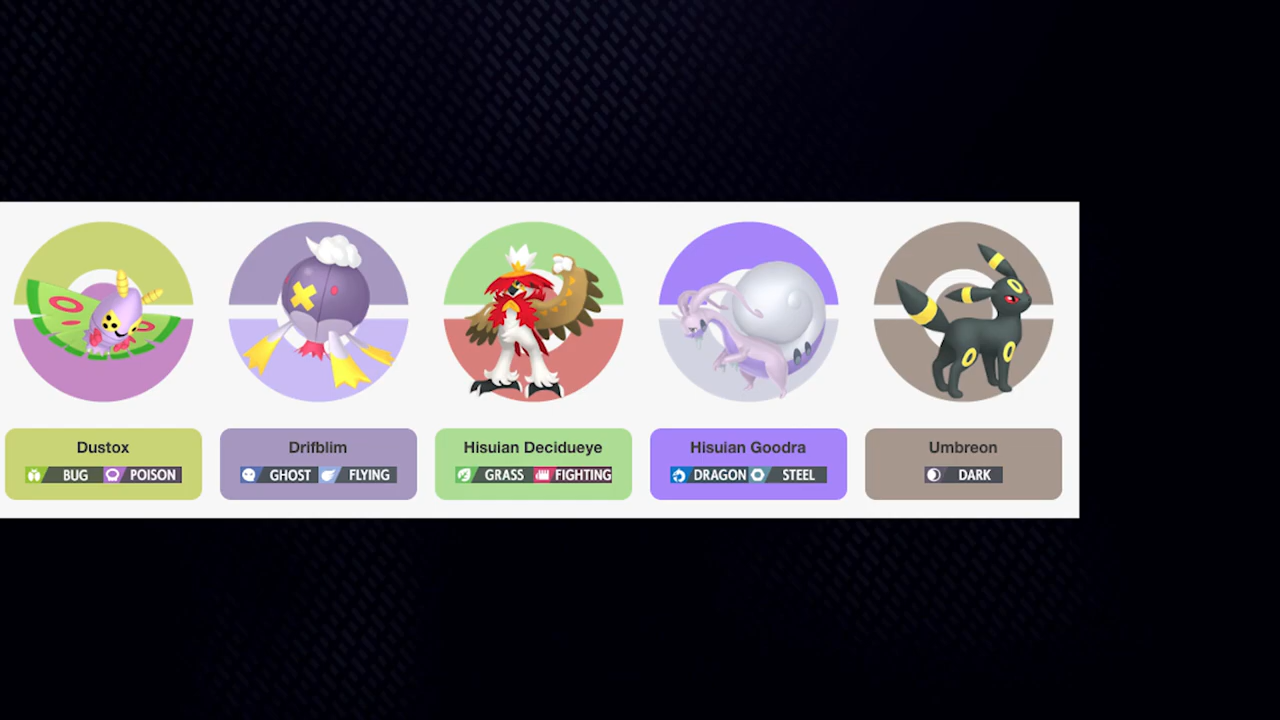 Dustox
BUG POISON
Drifblim
GHOST FLYING
Hisuian Decidueye
GRASS FIGHTING
Hisuian Goodra
DRAGON STEEL
Umbreon
DARK